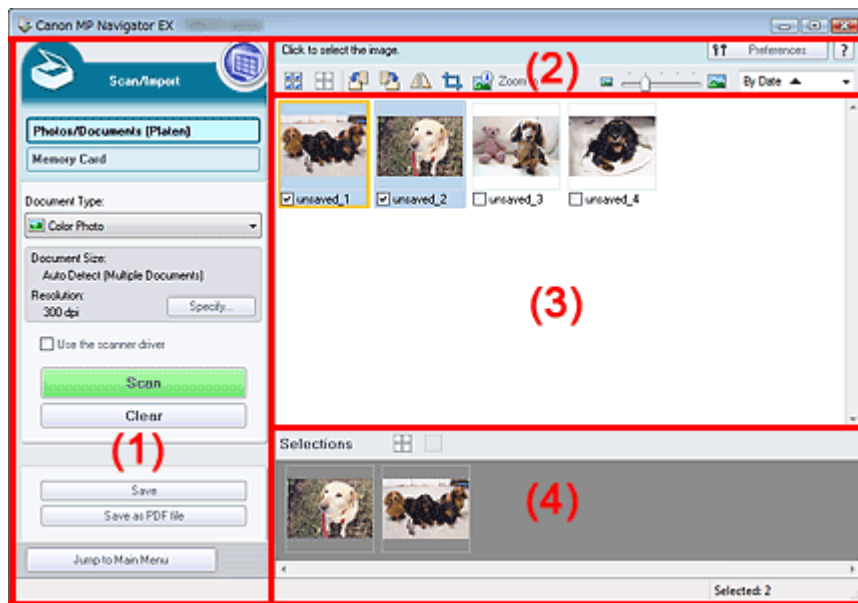 Canon MP Navigator EX
Scan/Import
Photos/Documents (Platen)
Memory Card
Document Type:
Color Photo
Document Size:
Auto Detect (Multiple Documents)
Resolution:
300 dpi
Specify...
Use the scanner driver
Scan
Clear
(1)
Save
Save as PDF file
Jump to Main Menu
Click to select the image.
Preferences
?
(2)
Zoom
By Date
unsaved_1
unsaved_2
unsaved_3
unsaved_4
(3)
Selections
(4)
Selected: 2